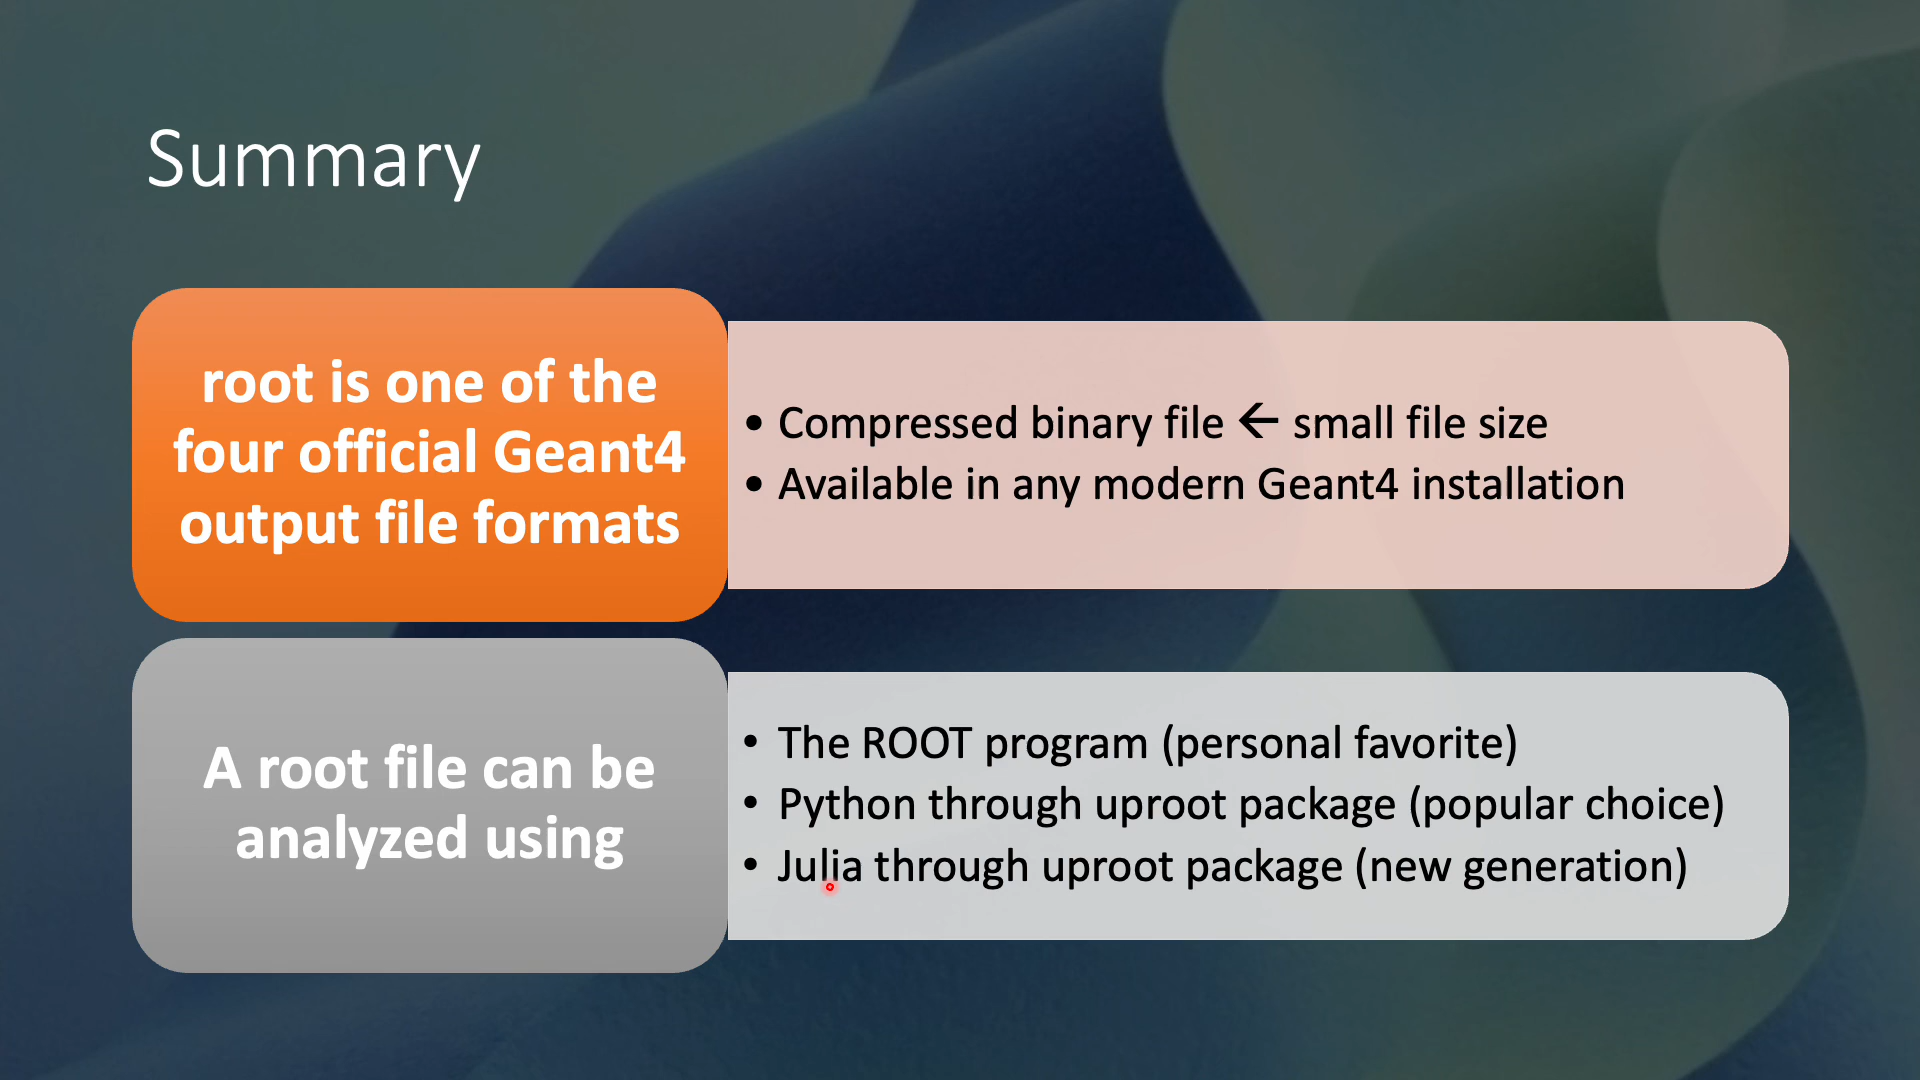 Summary
root is one of the
four official Geant4
output file formats
• Compressed binary file ← small file size
• Available in any modern Geant4 installation
A root file can be
analyzed using
• The ROOT program (personal favorite)
• Python through uproot package (popular choice)
• Julia through uproot package (new generation)